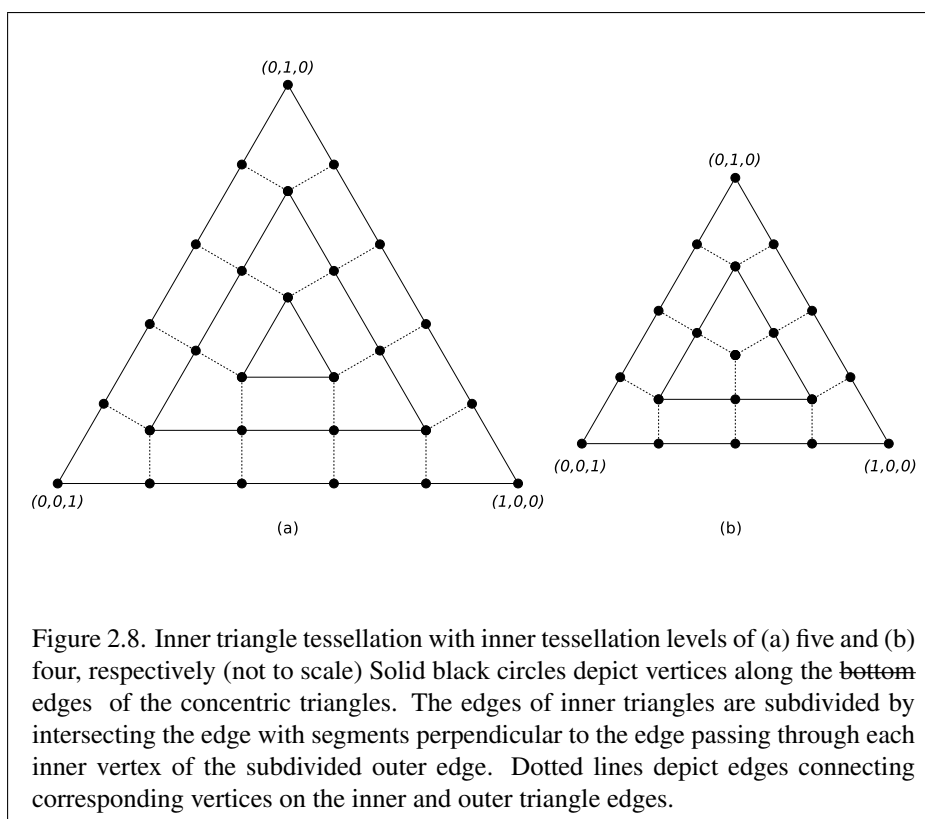 (0,1,0)
(0,1,0)
(0,0,1)
(1,0,0)
(0,0,1)
(1,0,0)
(a)
(b)
Figure 2.8. Inner triangle tessellation with inner tessellation levels of (a) five and (b)
four, respectively (not to scale) Solid black circles depict vertices along the bottom
edges of the concentric triangles. The edges of inner triangles are subdivided by
intersecting the edge with segments perpendicular to the edge passing through each
inner vertex of the subdivided outer edge. Dotted lines depict edges connecting
corresponding vertices on the inner and outer triangle edges.